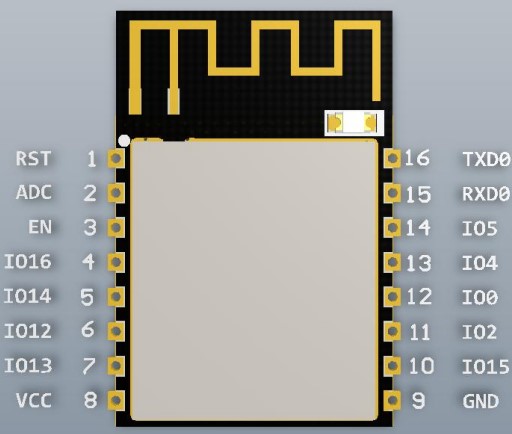 RST 1 16 TXD0
ADC 2 15 RXD0
EN 3 14 IO5
IO16 4 13 IO4
IO14 5 12 IO0
IO12 6 11 IO2
IO13 7 10 IO15
VCC 8 9 GND